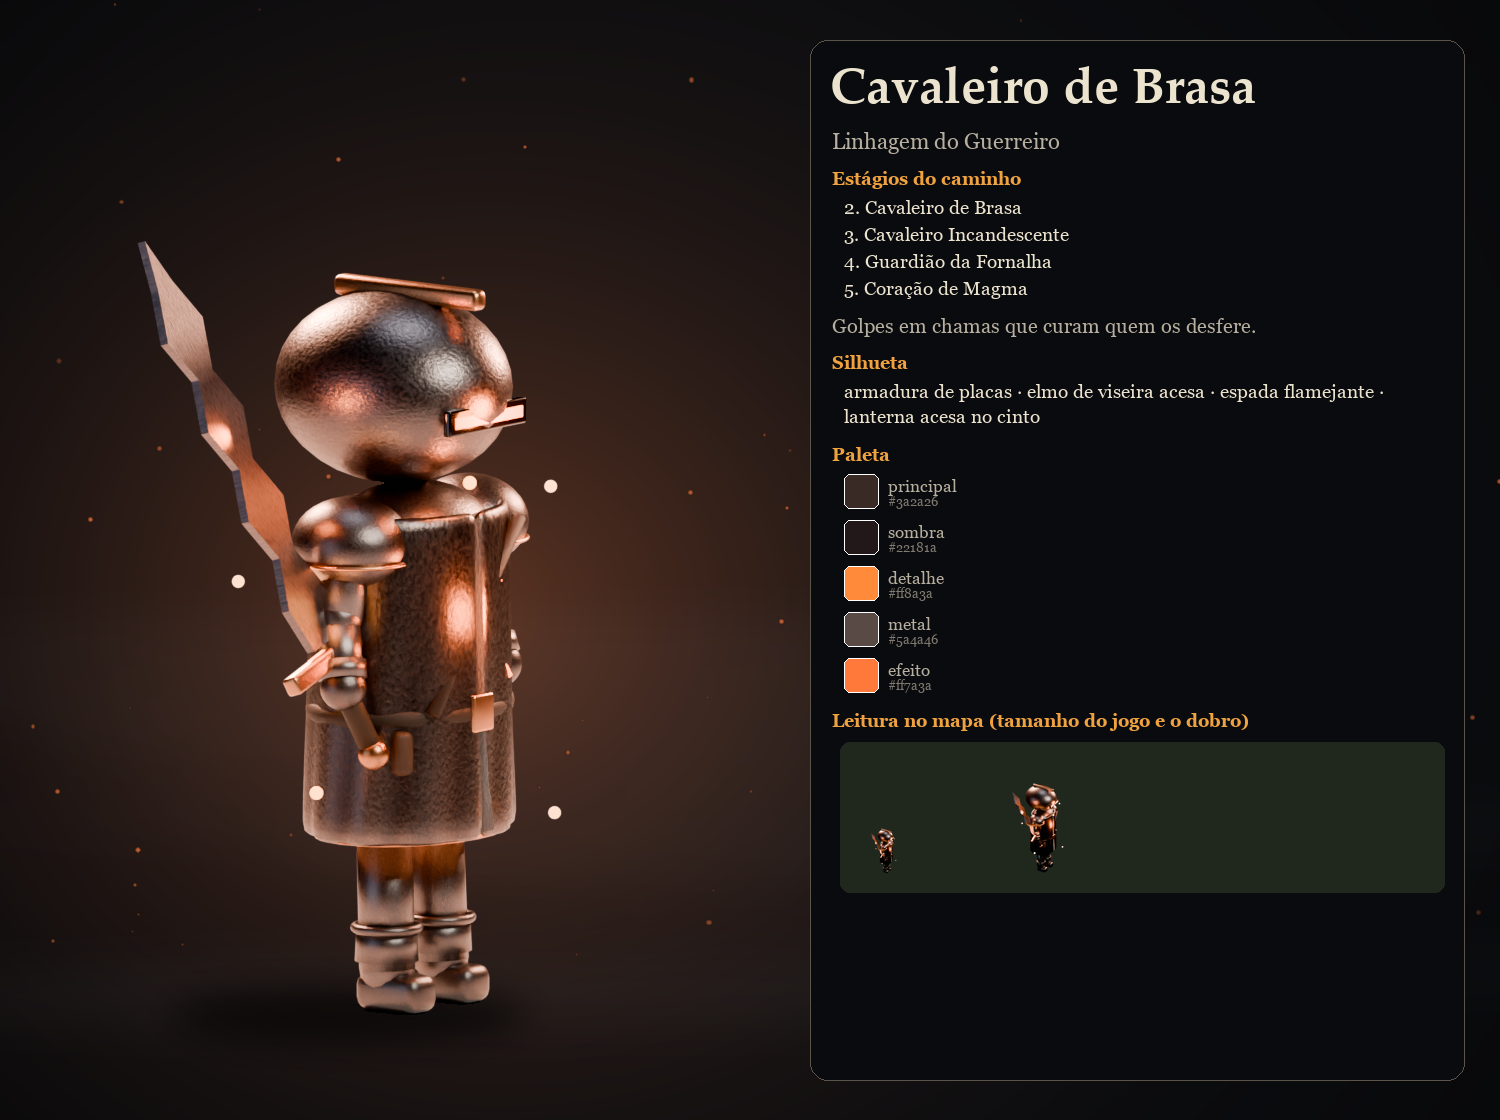 Cavaleiro de Brasa
Linhagem do Guerreiro
Estágios do caminho
2. Cavaleiro de Brasa
3. Cavaleiro Incandescente
4. Guardião da Fornalha
5. Coração de Magma
Golpes em chamas que curam quem os desfere.
Silhueta
armadura de placas · elmo de viseira acesa · espada flamejante ·
lanterna acesa no cinto
Paleta
principal
#3a2a26
sombra
#22181a
detalhe
#ff8a3a
metal
#5a4a46
efeito
#ff7a3a
Leitura no mapa (tamanho do jogo e o dobro)